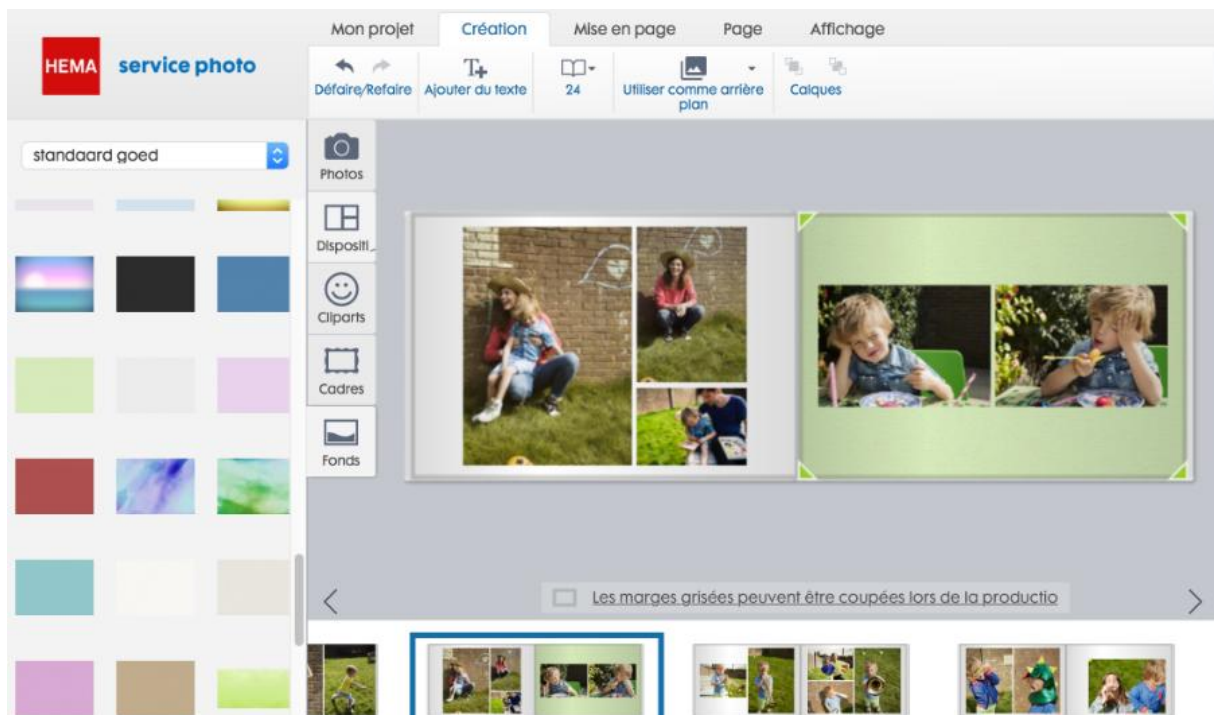 Mon projet Création Mise en page Page Affichage
HEMA service photo
Défaire/Refaire Ajouter du texte 24 Utiliser comme arrière plan Calques
standaard goed
Photos
Dispositi...
Cliparts
Cadres
Fonds
Les marges grisées peuvent être coupées lors de la productio